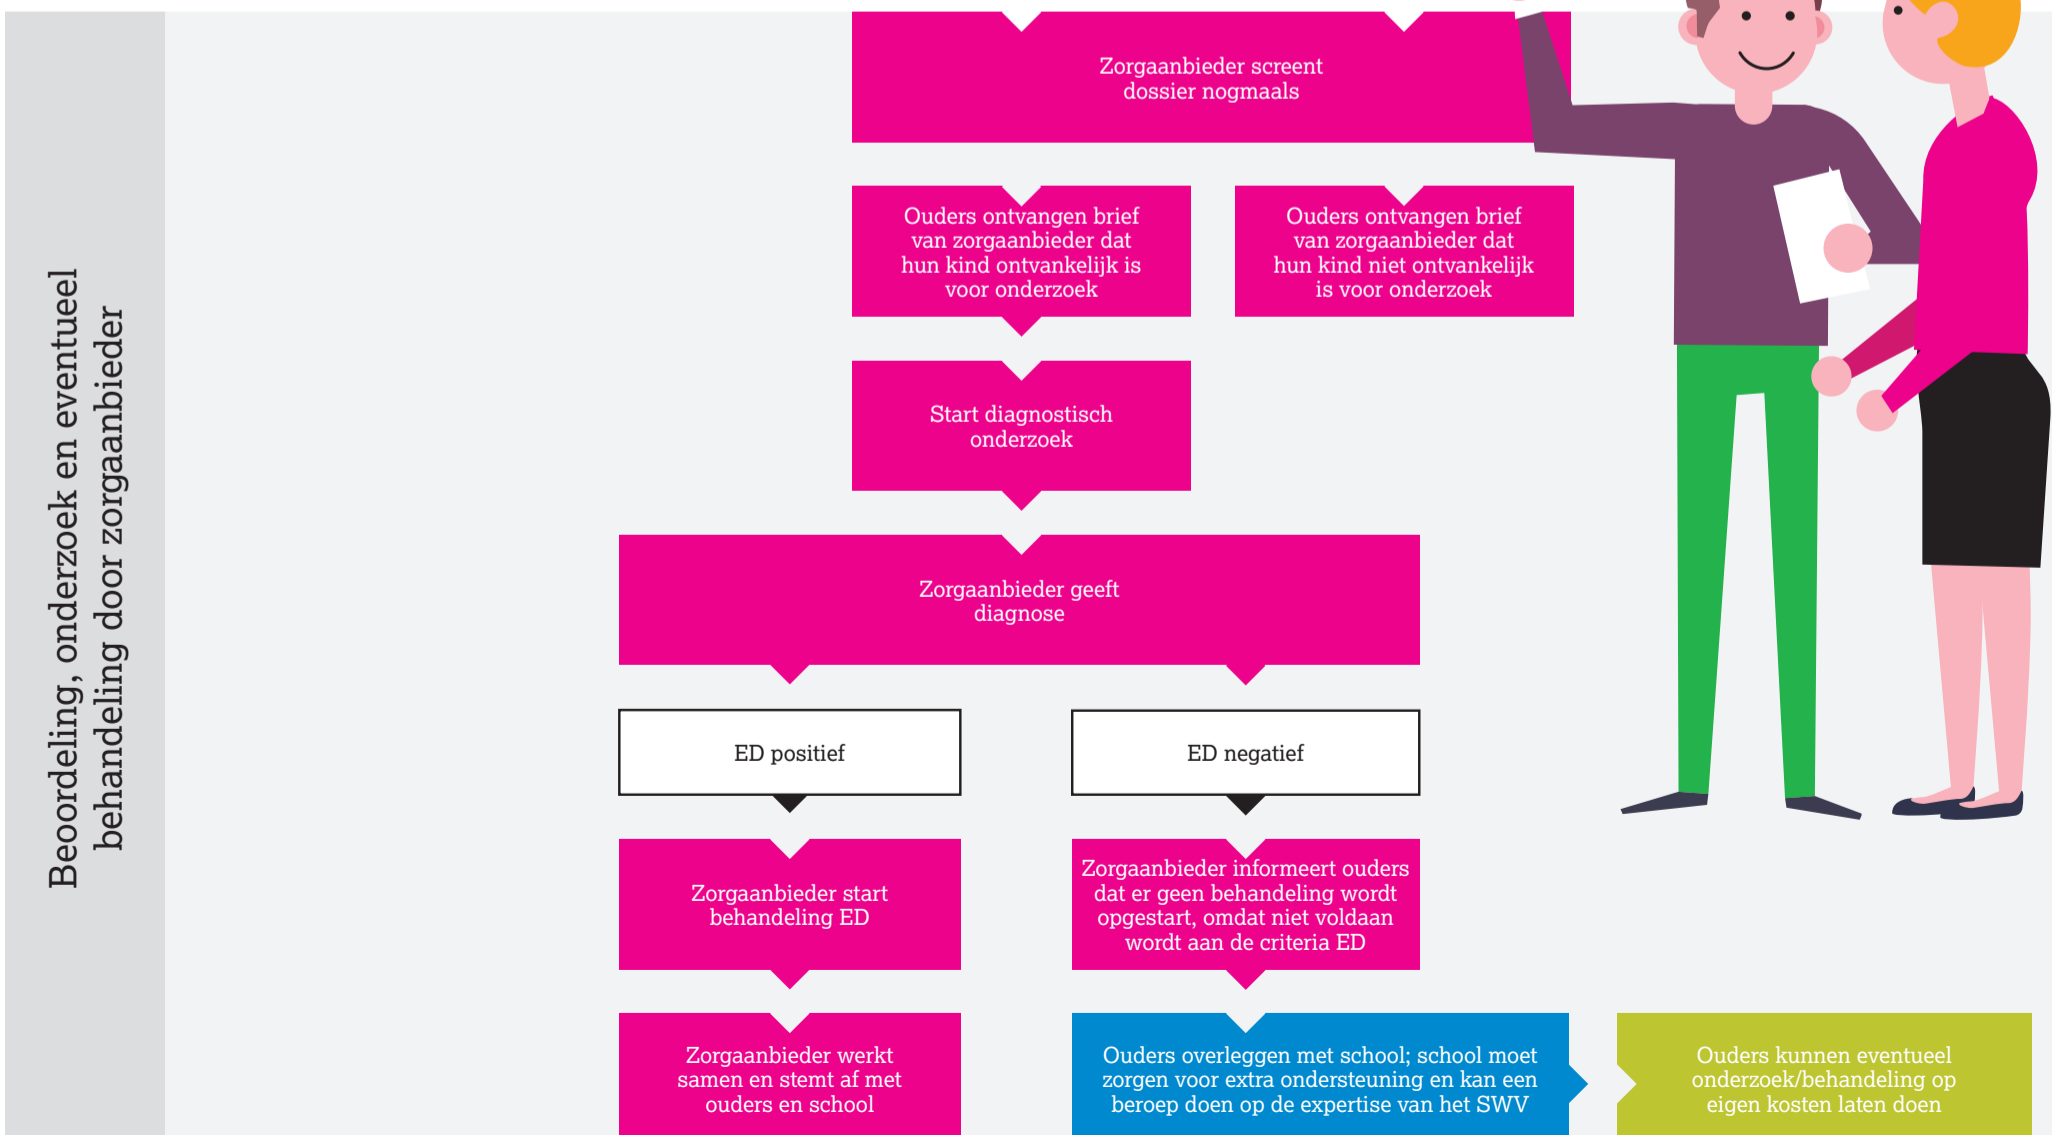 Beoordeling, onderzoek en eventueel
behandeling door zorgaanbieder
Zorgaanbieder screent
dossier nogmaals
Ouders ontvangen brief
van zorgaanbieder dat
hun kind ontvankelijk is
voor onderzoek
Ouders ontvangen brief
van zorgaanbieder dat
hun kind niet ontvankelijk
is voor onderzoek
Start diagnostisch
onderzoek
Zorgaanbieder geeft
diagnose
ED positief
ED negatief
Zorgaanbieder start
behandeling ED
Zorgaanbieder informeert ouders
dat er geen behandeling wordt
opgestart, omdat niet voldaan
wordt aan de criteria ED
Zorgaanbieder werkt
samen en stemt af met
ouders en school
Ouders overleggen met school; school moet
zorgen voor extra ondersteuning en kan een
beroep doen op de expertise van het SWV
Ouders kunnen eventueel
onderzoek/behandeling op
eigen kosten laten doen